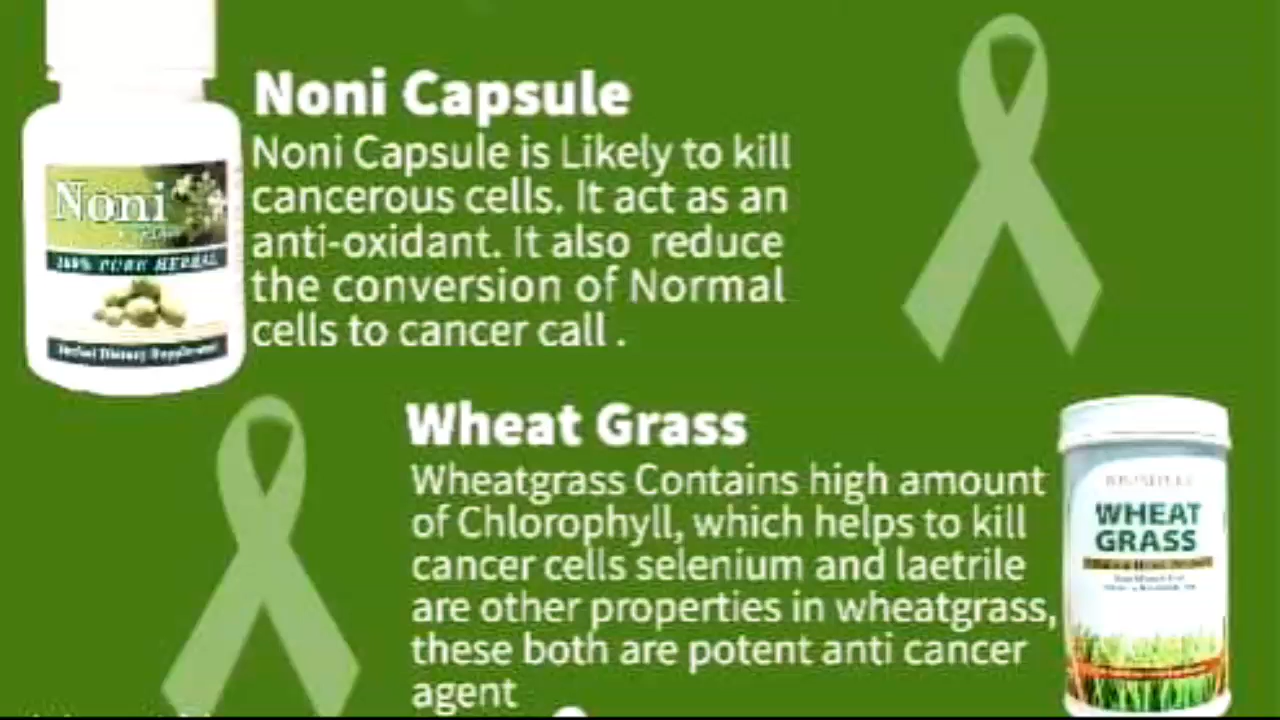 Noni Capsule
Noni Capsule is Likely to kill
cancerous cells. It act as an
anti-oxidant. It also reduce
the conversion of Normal
cells to cancer call .
Noni
100% PURE HERBAL
Herbal Dietary Supplement
Wheat Grass
Wheatgrass Contains high amount
of Chlorophyll, which helps to kill
cancer cells selenium and laetrile
are other properties in wheatgrass,
these both are potent anti cancer
agent
WHEAT
GRASS